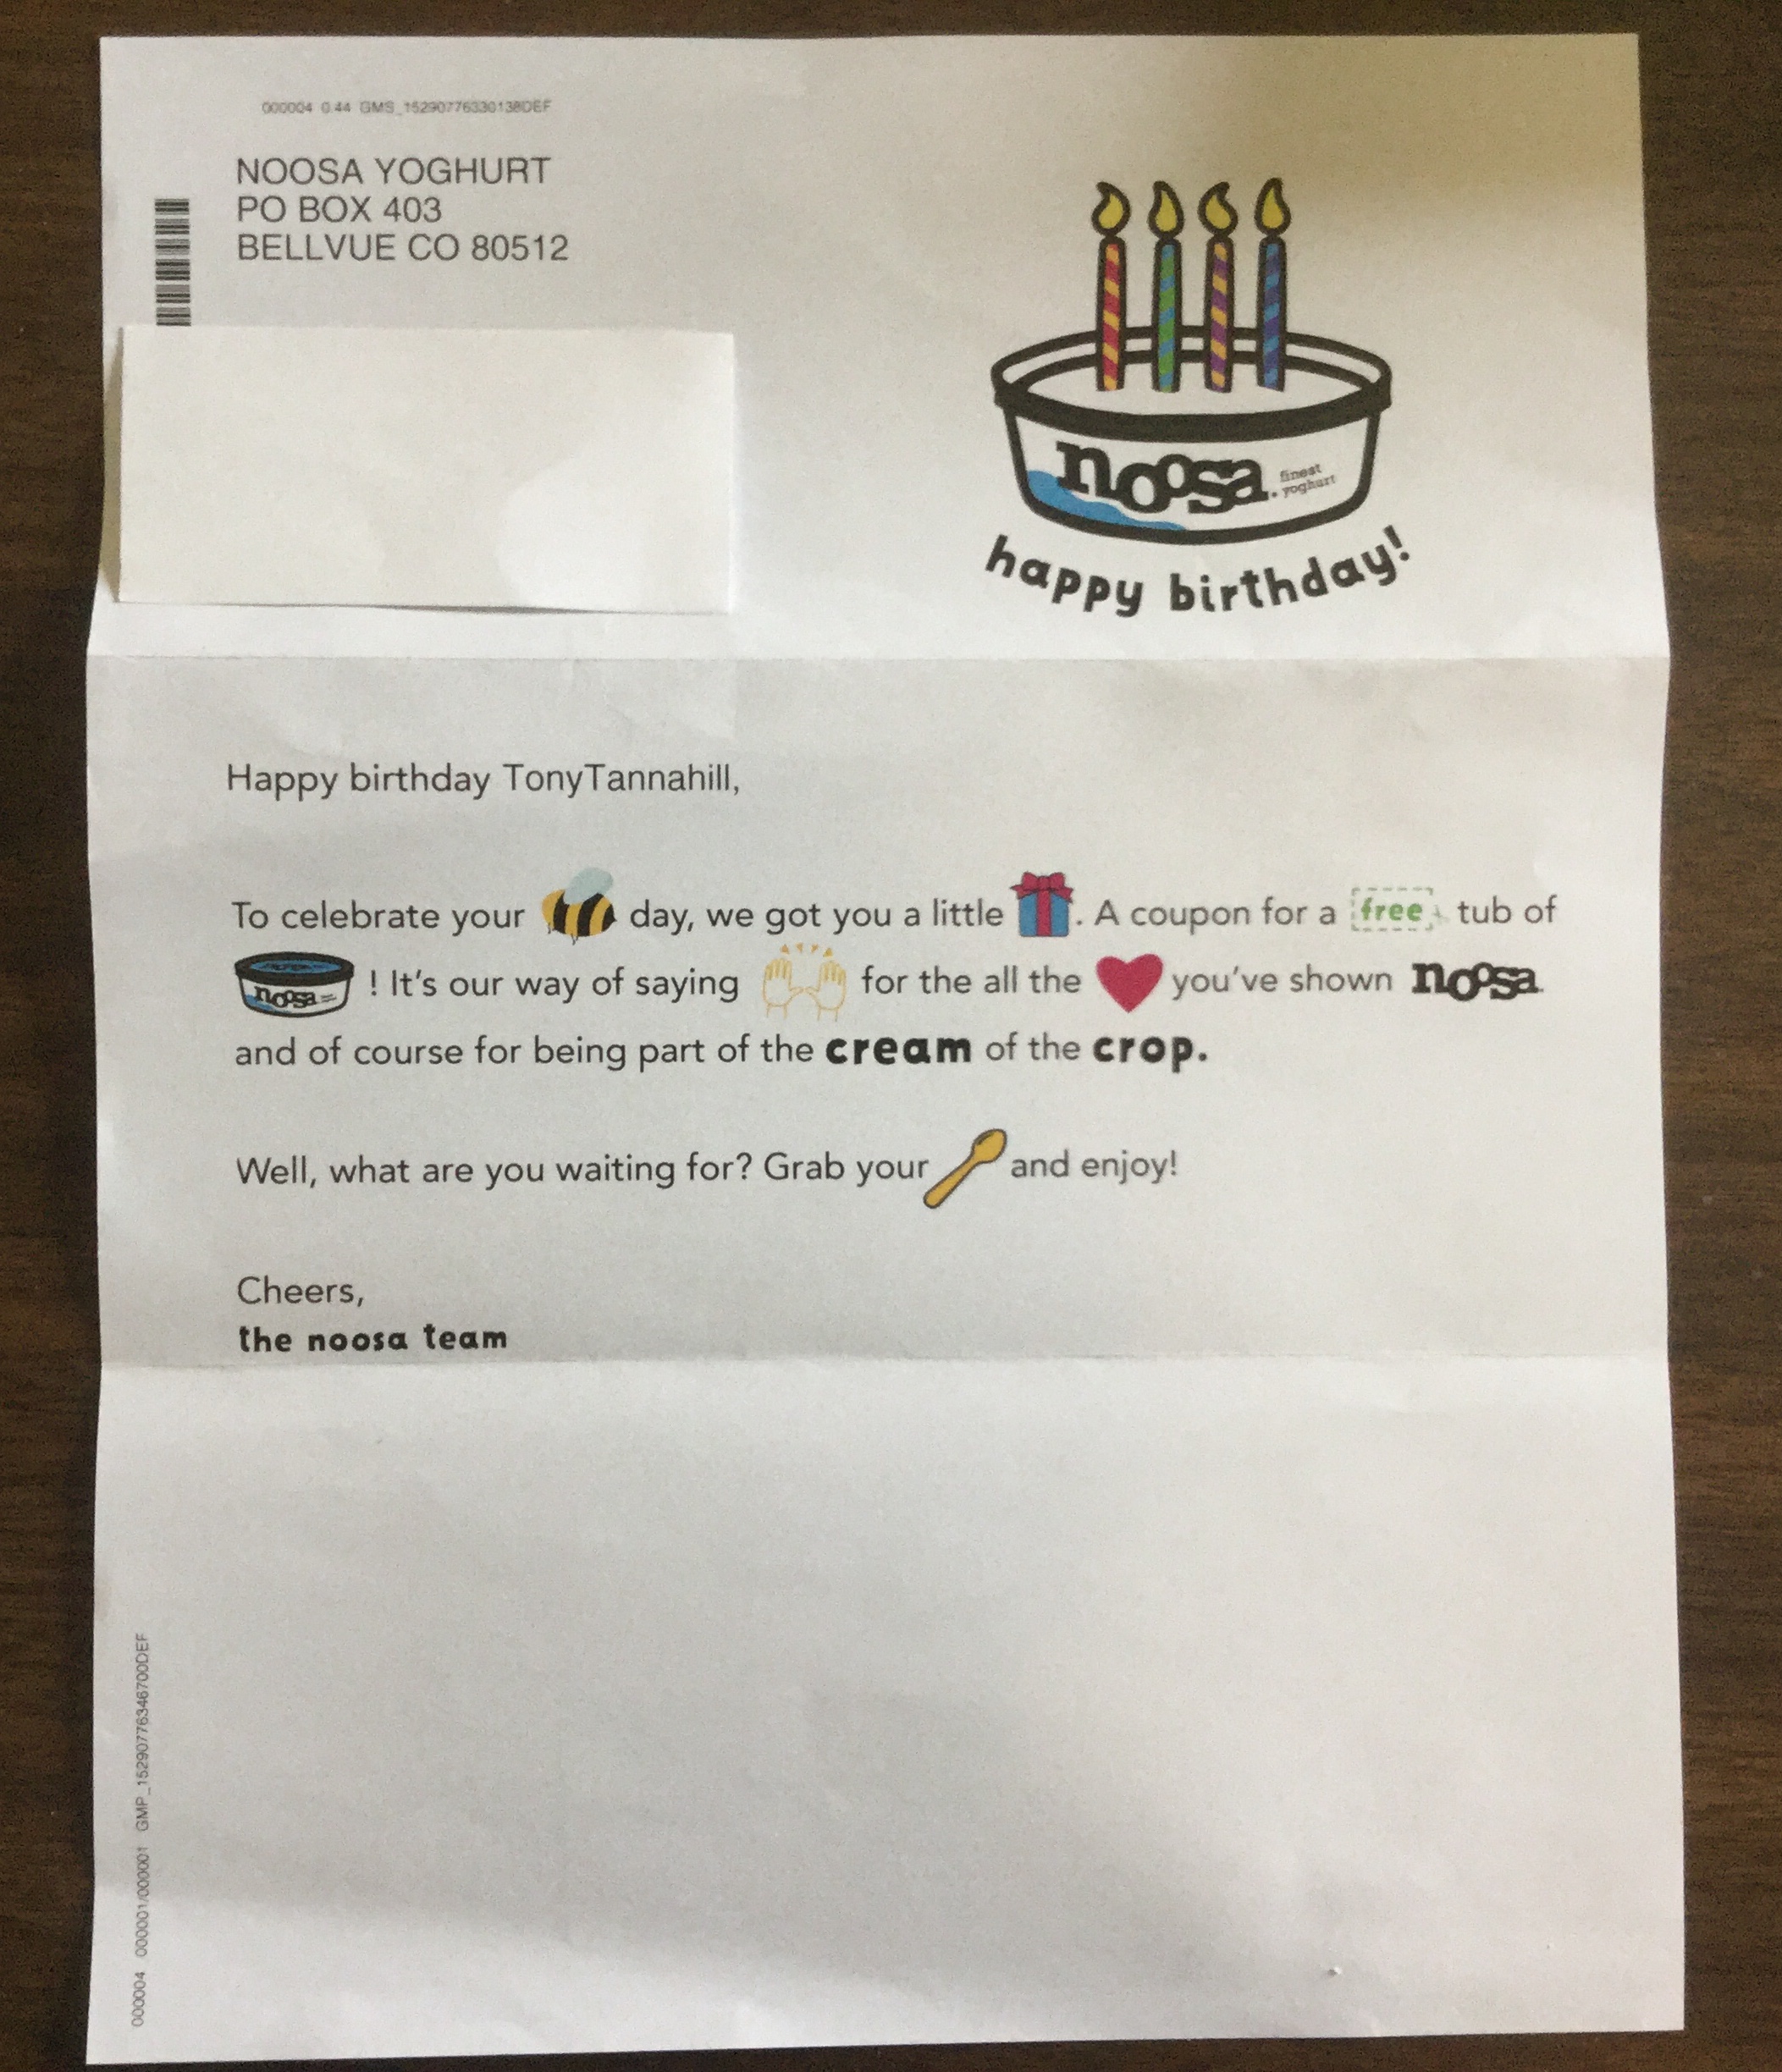 000004 0.44 GMS_15290776330138DEF
NOOSA YOGHURT
PO BOX 403
BELLVUE CO 80512
noosa. finest yoghurt
happy birthday!
Happy birthday TonyTannahill,
To celebrate your day, we got you a little . A coupon for a free tub of
noosa ! It's our way of saying for the all the you've shown noosa
and of course for being part of the cream of the crop.
Well, what are you waiting for? Grab your and enjoy!
Cheers,
the noosa team
000004 000001/000001 GMP_15290776346700DEF